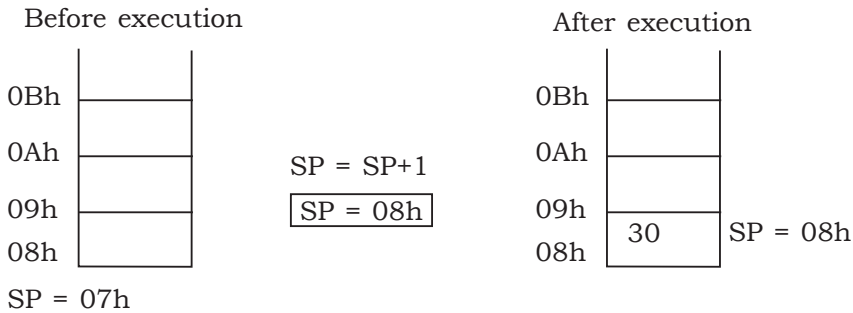 Before execution
0Bh
0Ah
09h
08h
SP = 07h
SP = SP+1
SP = 08h
After execution
0Bh
0Ah
09h
08h
30
SP = 08h